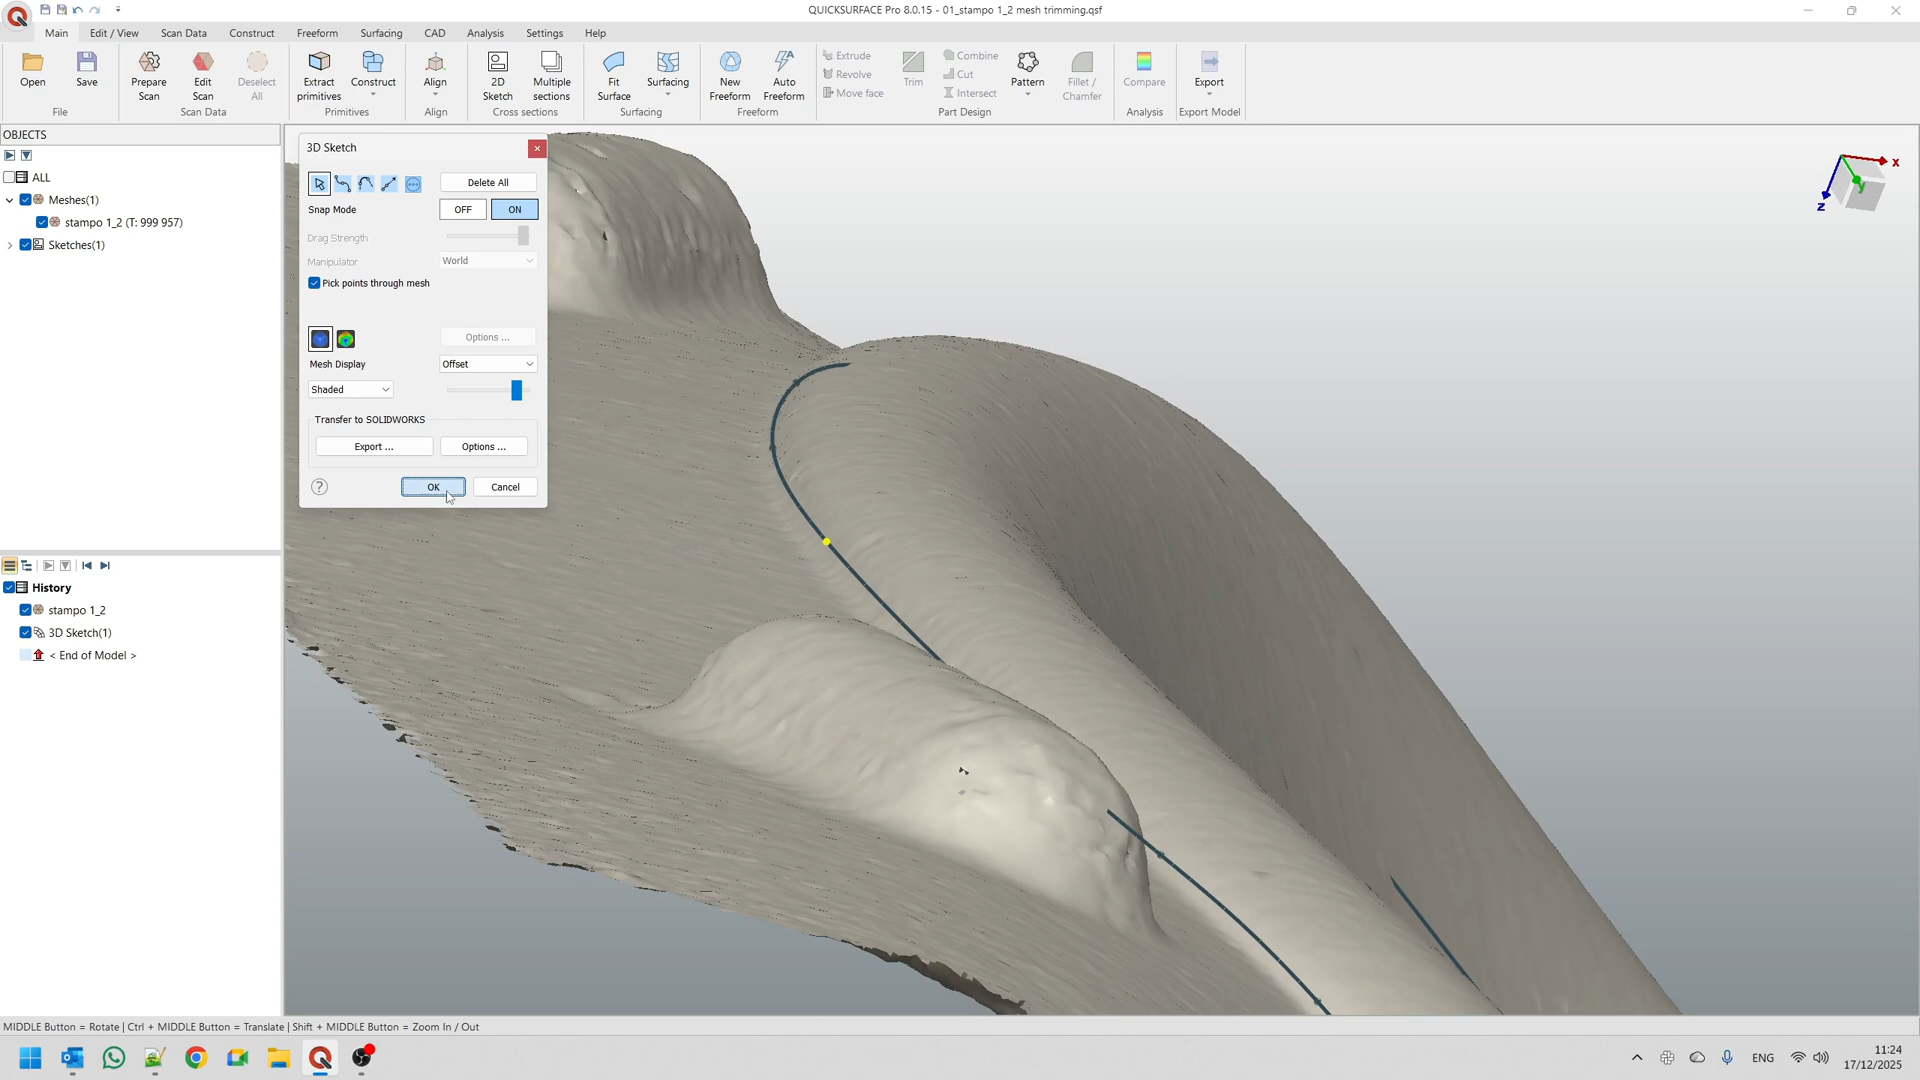 QUICKSURFACE Pro 8.0.15 - 01_stampo 1_2 mesh trimming.qsf
Main Edit / View Scan Data Construct Freeform Surfacing CAD Analysis Settings Help
Open Save Prepare Scan Edit Scan Deselect All Extract primitives Construct Align 2D Sketch Multiple sections Fit Surface Surfacing New Freeform Auto Freeform Extrude Revolve Move face Trim Combine Cut Intersect Pattern Fillet / Chamfer Compare Export
File Scan Data Primitives Align Cross sections Surfacing Freeform Part Design Analysis Export Model
OBJECTS
ALL
Meshes(1)
stampo 1_2 (T: 999 957)
Sketches(1)
3D Sketch
Delete All
Snap Mode OFF ON
Drag Strength
Manipulator World
Pick points through mesh
Options ...
Mesh Display Offset
Shaded
Transfer to SOLIDWORKS
Export ... Options ...
? OK Cancel
x
y
z
History
stampo 1_2
3D Sketch(1)
< End of Model >
MIDDLE Button = Rotate | Ctrl + MIDDLE Button = Translate | Shift + MIDDLE Button = Zoom In / Out
ENG
11:24
17/12/2025